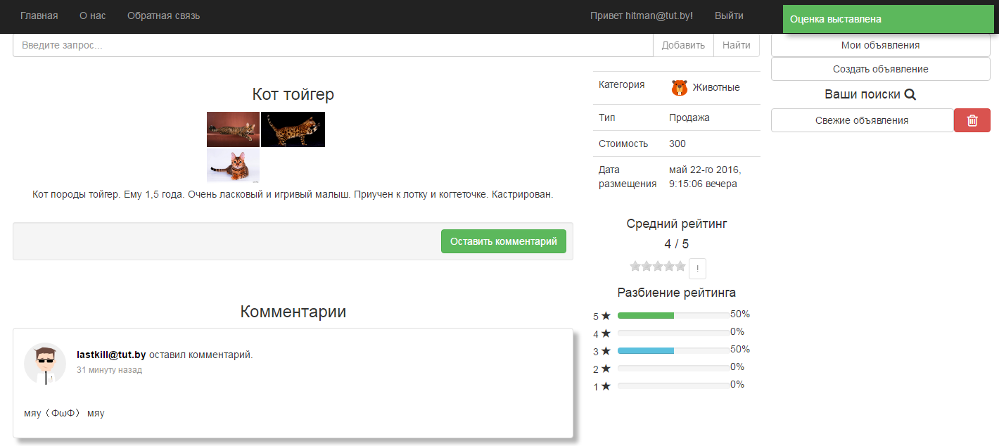 Главная О нас Обратная связь Привет hitman@tut.by! Выйти
Оценка выставлена
Введите запрос... Добавить Найти
Мои объявления
Создать объявление
Ваши поиски
Свежие объявления
Кот тойгер
Кот породы тойгер. Ему 1,5 года. Очень ласковый и игривый малыш. Приучен к лотку и когтеточке. Кастрирован.
Оставить комментарий
Категория Животные
Тип Продажа
Стоимость 300
Дата размещения май 22-го 2016, 9:15:06 вечера
Средний рейтинг
4 / 5
!
Разбиение рейтинга
5 ★ 50%
4 ★ 0%
3 ★ 50%
2 ★ 0%
1 ★ 0%
Комментарии
lastkill@tut.by оставил комментарий.
31 минуту назад
мяу（ФωФ） мяу